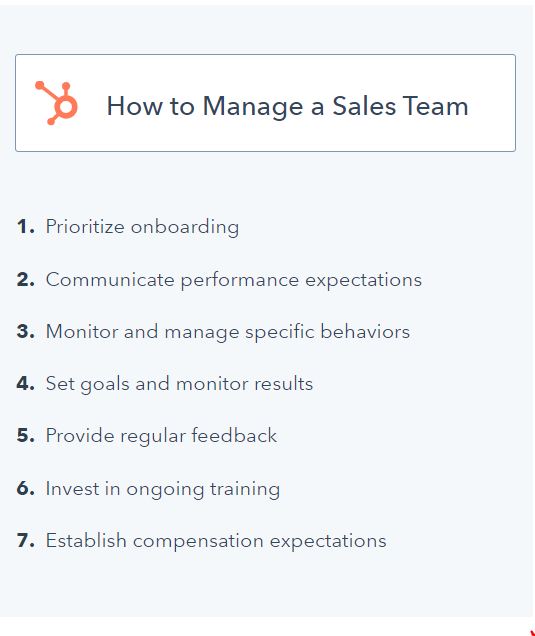 How to Manage a Sales Team
1. Prioritize onboarding
2. Communicate performance expectations
3. Monitor and manage specific behaviors
4. Set goals and monitor results
5. Provide regular feedback
6. Invest in ongoing training
7. Establish compensation expectations